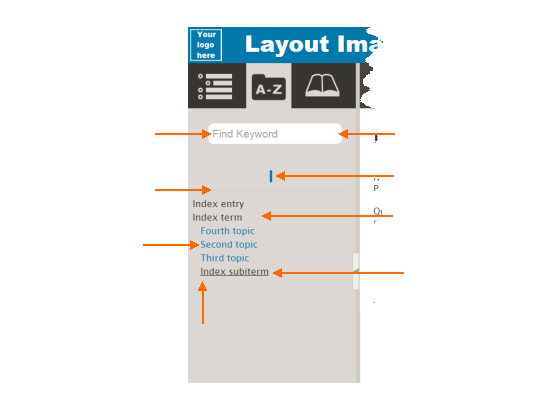 Your
logo
here
Layout Ima
A-Z
Find Keyword
I
P
Index entry
Index term
Qu
Fourth topic
Second topic
Third topic
Index subiterm